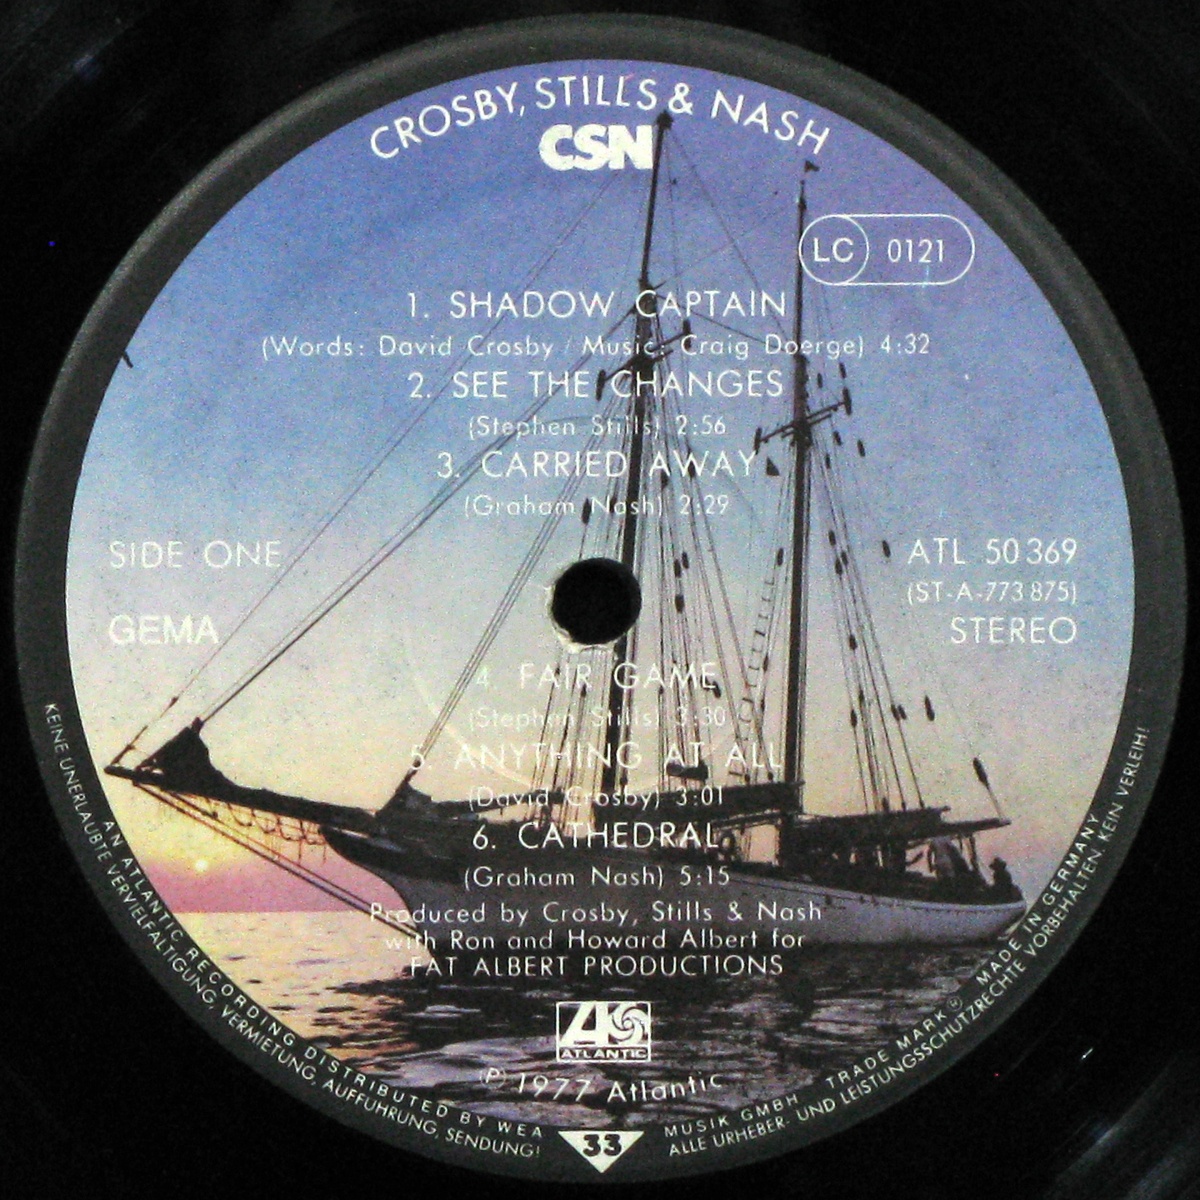 CROSBY, STILLS & NASH
CSN
LC 0121
1. SHADOW CAPTAIN
(Words: David Crosby / Music: Craig Doerge) 4:32
2. SEE THE CHANGES
(Stephen Stills) 2:56
3. CARRIED AWAY
(Graham Nash) 2:29
SIDE ONE
GEMA
ATL 50 369
(ST-A-773 875)
STEREO
4. FAIR GAME
(Stephen Stills) 3:30
5. ANYTHING AT ALL
(David Crosby) 3:01
6. CATHEDRAL
(Graham Nash) 5:15
Produced by Crosby, Stills & Nash
with Ron and Howard Albert for
FAT ALBERT PRODUCTIONS
ATLANTIC
Ⓟ 1977 Atlantic
AN ATLANTIC RECORDING DISTRIBUTED BY WEA MUSIK GMBH TRADE MARK ® MADE IN GERMANY
KEINE UNERLAUBTE VERVIELFÄLTIGUNG, VERMIETUNG, AUFFÜHRUNG, SENDUNG! ALLE URHEBER- UND LEISTUNGSSCHUTZRECHTE VORBEHALTEN. KEIN VERLEIH!
33